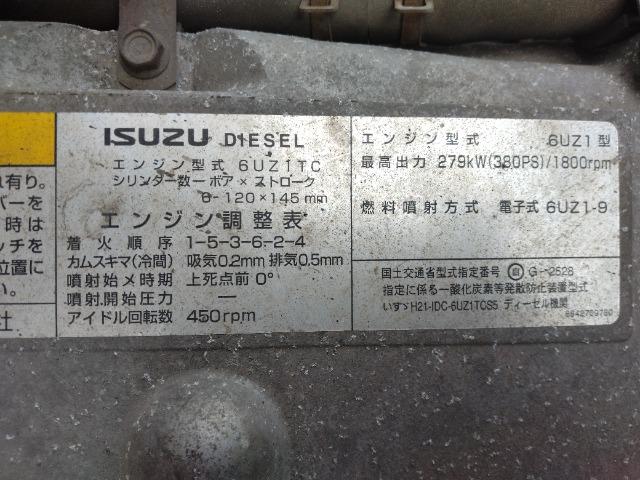 ISUZU DIESEL
エンジン型式 6UZ1TC
シリンダー数―ボア×ストローク
6-120×145mm
エンジン調整表
着火順序 1-5-3-6-2-4
カムスキマ(冷間) 吸気0.2mm 排気0.5mm
噴射始メ時期 上死点前 0°
噴射開始圧力 ―
アイドル回転数 450rpm
エンジン型式 6UZ1型
最高出力 279kW(380PS)/1800rpm
燃料噴射方式 電子式 6UZ1-9
国土交通省型式指定番号 G-2528
指定に係る一酸化炭素等発散防止装置型式
いすゞH21-IDC-6UZ1TCS5 ディーゼル機関
れ有り。
バーを
時は
ッチを
位置に
い。
社